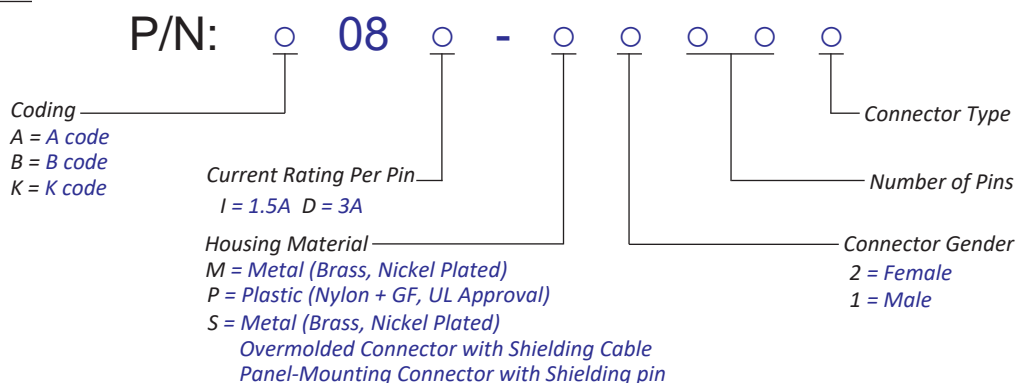 P/N: ○ 08 ○ - ○ ○ ○ ○ ○
Coding
A = A code
B = B code
K = K code
Current Rating Per Pin
I = 1.5A D = 3A
Housing Material
M = Metal (Brass, Nickel Plated)
P = Plastic (Nylon + GF, UL Approval)
S = Metal (Brass, Nickel Plated)
Overmolded Connector with Shielding Cable
Panel-Mounting Connector with Shielding pin
Connector Type
Number of Pins
Connector Gender
2 = Female
1 = Male